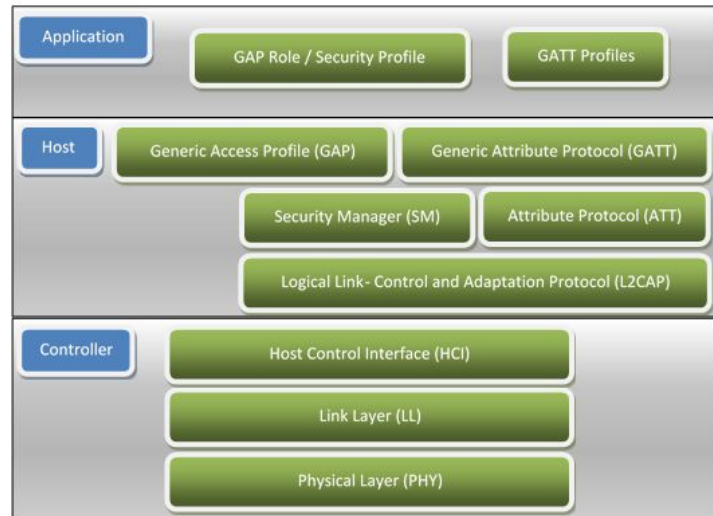 Application
GAP Role / Security Profile
GATT Profiles
Host
Generic Access Profile (GAP)
Generic Attribute Protocol (GATT)
Security Manager (SM)
Attribute Protocol (ATT)
Logical Link- Control and Adaptation Protocol (L2CAP)
Controller
Host Control Interface (HCI)
Link Layer (LL)
Physical Layer (PHY)